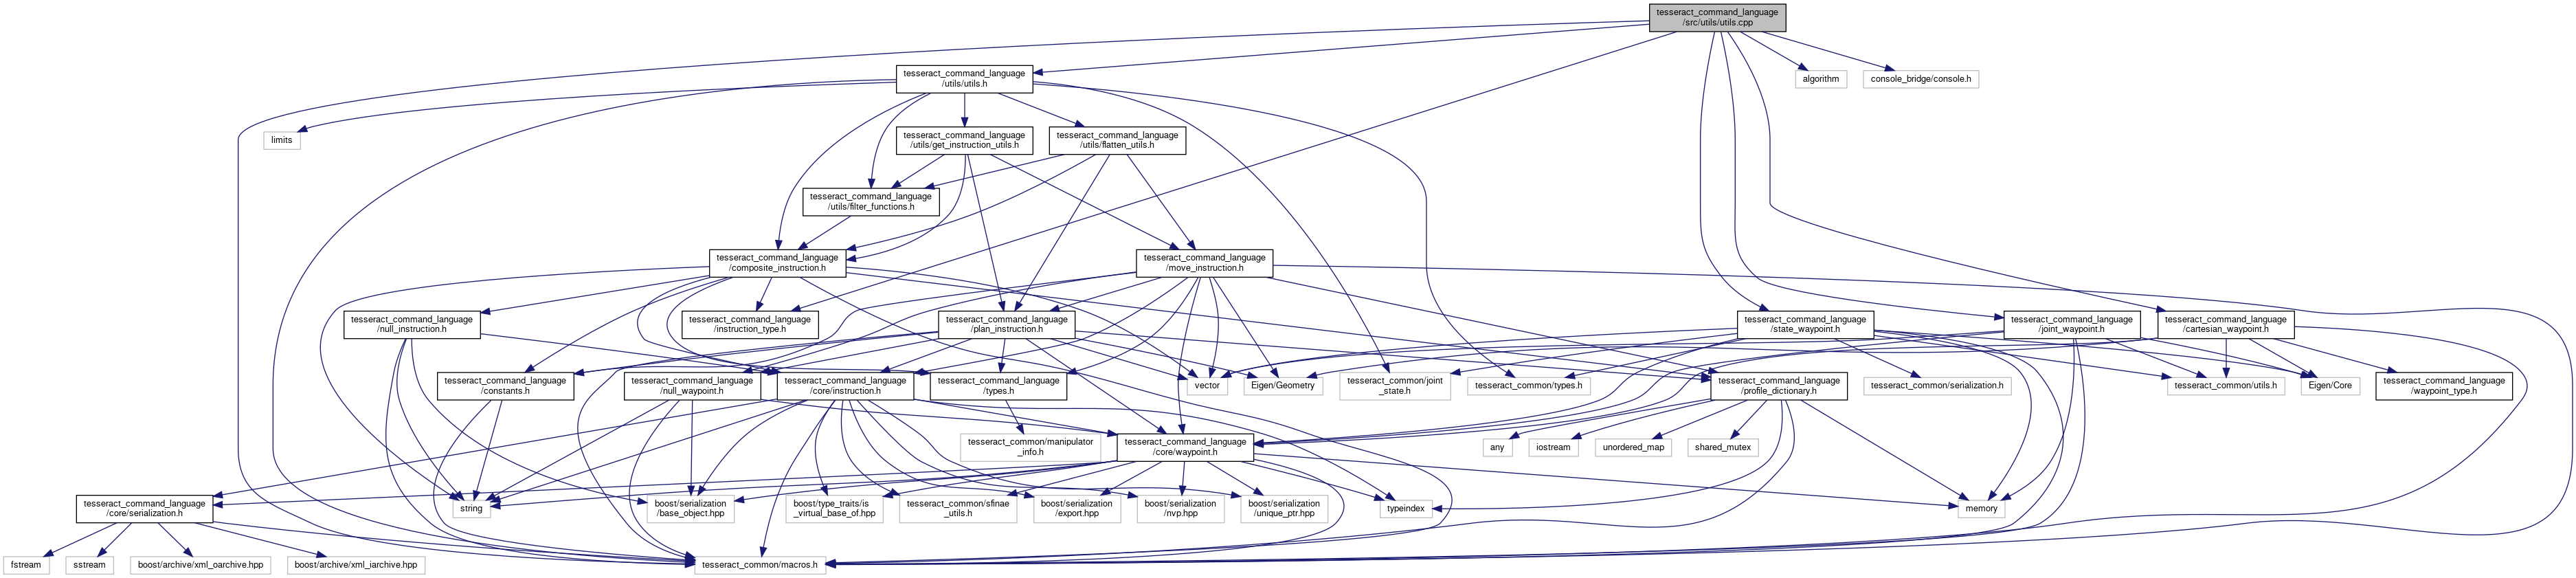 tesseract_command_language
/src/utils/utils.cpp
tesseract_command_language
/utils/utils.h
algorithm
console_bridge/console.h
limits
tesseract_command_language
/utils/get_instruction_utils.h
tesseract_command_language
/utils/flatten_utils.h
tesseract_command_language
/utils/filter_functions.h
tesseract_command_language
/composite_instruction.h
tesseract_command_language
/move_instruction.h
tesseract_command_language
/null_instruction.h
tesseract_command_language
/instruction_type.h
tesseract_command_language
/plan_instruction.h
tesseract_command_language
/state_waypoint.h
tesseract_command_language
/joint_waypoint.h
tesseract_command_language
/cartesian_waypoint.h
tesseract_command_language
/constants.h
tesseract_command_language
/null_waypoint.h
tesseract_command_language
/core/instruction.h
tesseract_command_language
/types.h
vector
Eigen/Geometry
tesseract_common/joint
_state.h
tesseract_common/types.h
tesseract_command_language
/profile_dictionary.h
tesseract_common/serialization.h
tesseract_common/utils.h
Eigen/Core
tesseract_command_language
/waypoint_type.h
tesseract_common/manipulator
_info.h
tesseract_command_language
/core/waypoint.h
any
iostream
unordered_map
shared_mutex
tesseract_command_language
/core/serialization.h
string
boost/serialization
/base_object.hpp
boost/type_traits/is
_virtual_base_of.hpp
tesseract_common/sfinae
_utils.h
boost/serialization
/export.hpp
boost/serialization
/nvp.hpp
boost/serialization
/unique_ptr.hpp
typeindex
memory
fstream
sstream
boost/archive/xml_oarchive.hpp
boost/archive/xml_iarchive.hpp
tesseract_common/macros.h